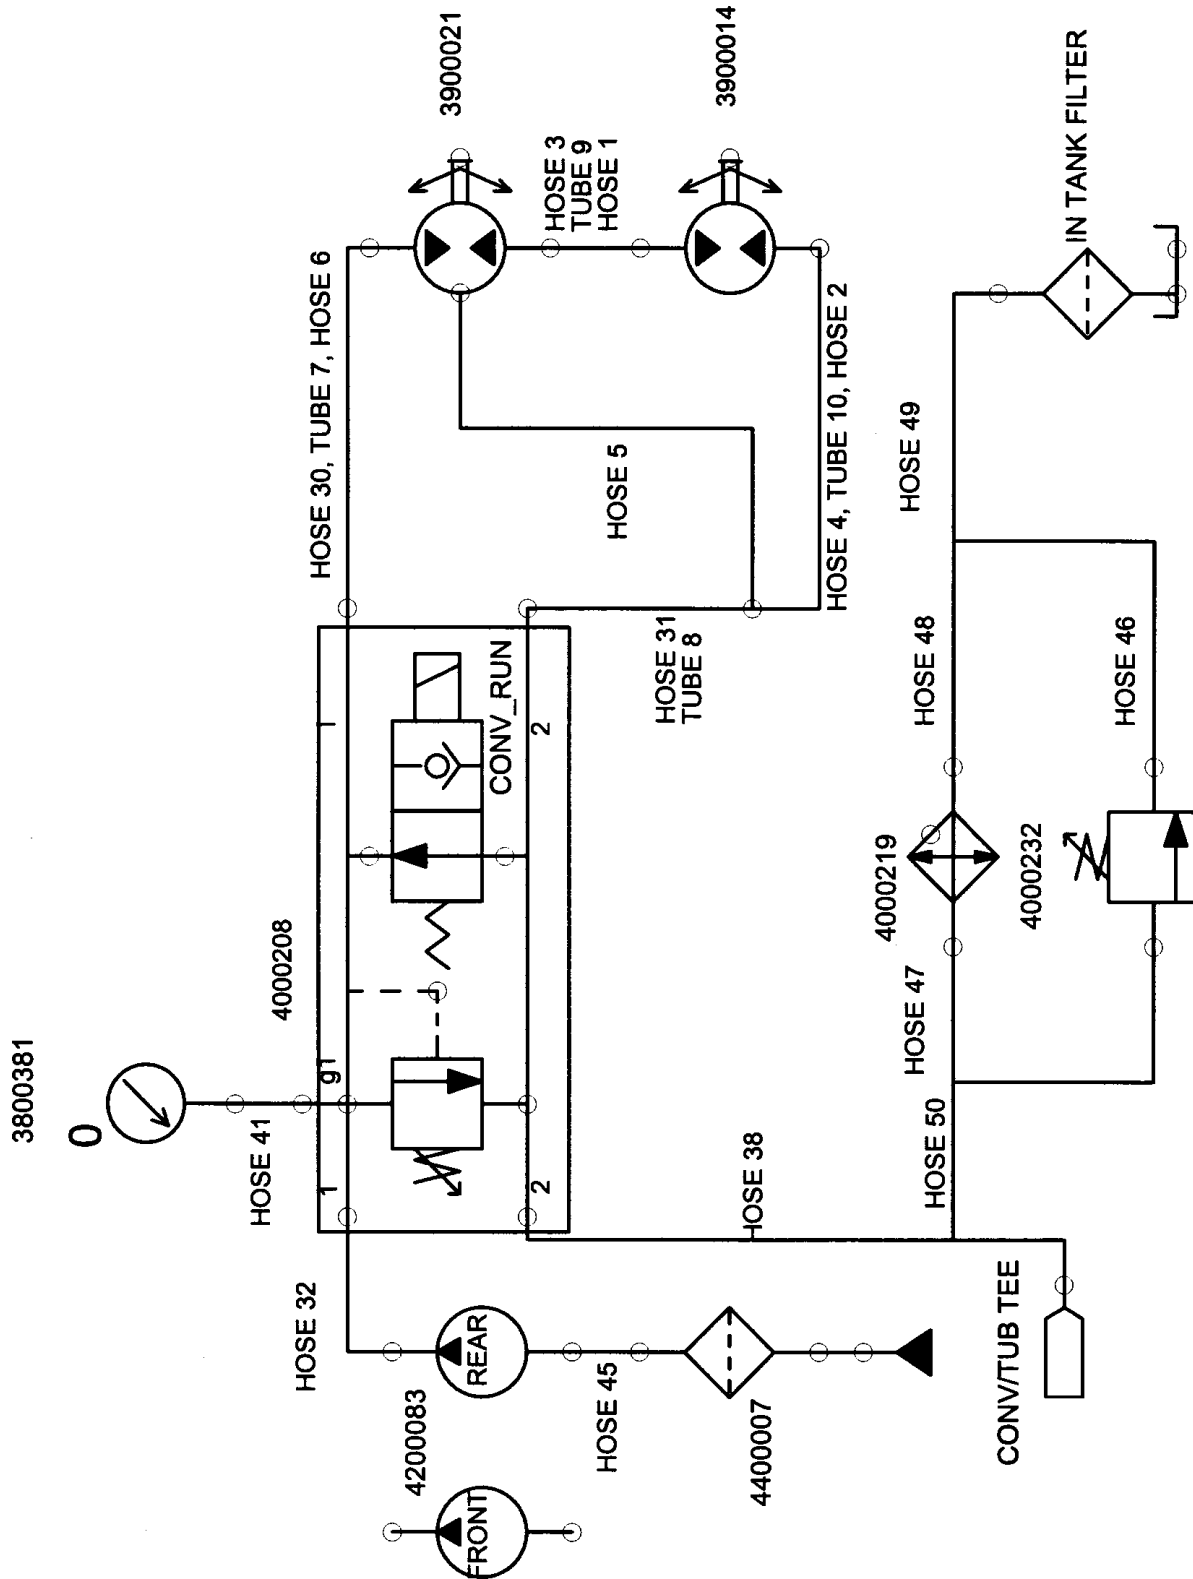 3800381
0
HOSE 41
4000208
1
g1
1
2
2
CONV_RUN
HOSE 30, TUBE 7, HOSE 6
3900021
HOSE 3
TUBE 9
HOSE 1
3900014
HOSE 5
HOSE 31
TUBE 8
HOSE 4, TUBE 10, HOSE 2
HOSE 32
4200083
FRONT
REAR
HOSE 45
4400007
HOSE 38
CONV/TUB TEE
HOSE 50
HOSE 47
4000219
HOSE 48
HOSE 49
4000232
HOSE 46
IN TANK FILTER